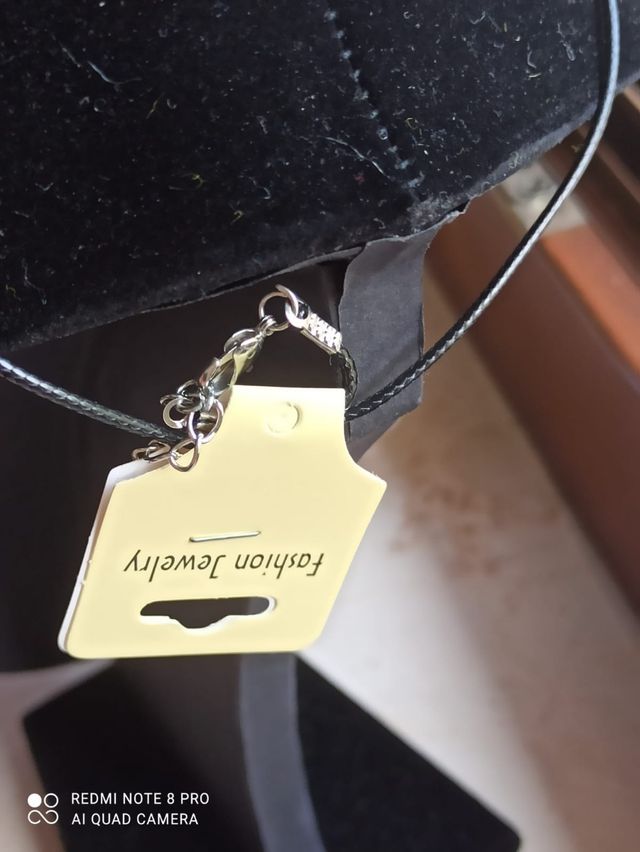 Fashion Jewelry
REDMI NOTE 8 PRO
AI QUAD CAMERA